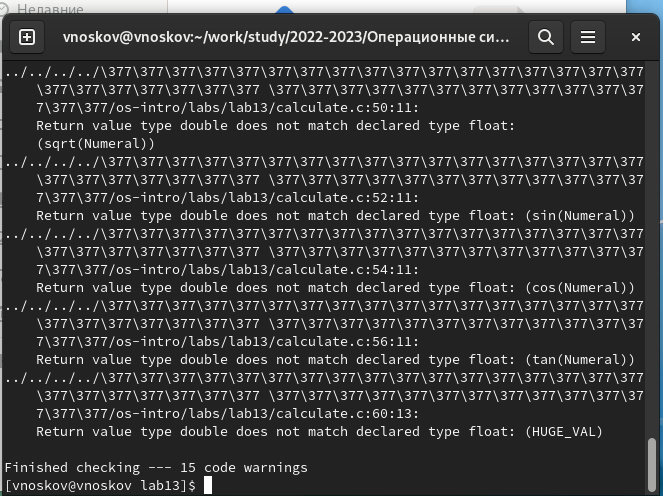 Недавние
vnoskov@vnoskov:~/work/study/2022-2023/Операционные си...
../../../../\377\377\377\377\377\377\377\377\377\377\377\377\377\377\377\377\377
\377\377\377\377\377\377\377 \377\377\377\377\377\377\377\377\377\377\377\37
7\377\377/os-intro/labs/lab13/calculate.c:50:11:
Return value type double does not match declared type float:
(sqrt(Numeral))
../../../../\377\377\377\377\377\377\377\377\377\377\377\377\377\377\377\377\377
\377\377\377\377\377\377\377 \377\377\377\377\377\377\377\377\377\377\377\37
7\377\377/os-intro/labs/lab13/calculate.c:52:11:
Return value type double does not match declared type float: (sin(Numeral))
../../../../\377\377\377\377\377\377\377\377\377\377\377\377\377\377\377\377\377
\377\377\377\377\377\377\377 \377\377\377\377\377\377\377\377\377\377\377\37
7\377\377/os-intro/labs/lab13/calculate.c:54:11:
Return value type double does not match declared type float: (cos(Numeral))
../../../../\377\377\377\377\377\377\377\377\377\377\377\377\377\377\377\377\377
\377\377\377\377\377\377\377 \377\377\377\377\377\377\377\377\377\377\377\37
7\377\377/os-intro/labs/lab13/calculate.c:56:11:
Return value type double does not match declared type float: (tan(Numeral))
../../../../\377\377\377\377\377\377\377\377\377\377\377\377\377\377\377\377\377
\377\377\377\377\377\377\377 \377\377\377\377\377\377\377\377\377\377\377\37
7\377\377/os-intro/labs/lab13/calculate.c:60:13:
Return value type double does not match declared type float: (HUGE_VAL)
Finished checking --- 15 code warnings
[vnoskov@vnoskov lab13]$